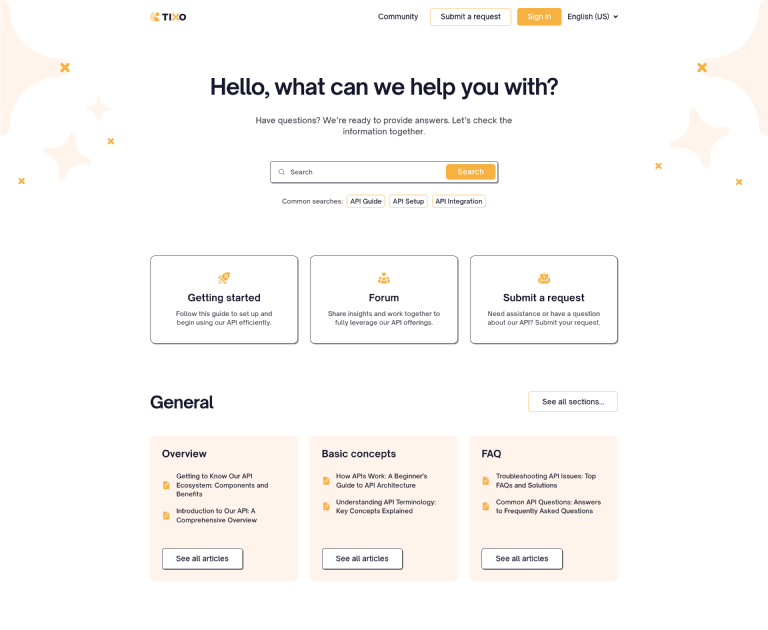 TIXO
Community
Submit a request
Sign in
English (US)
Hello, what can we help you with?
Have questions? We're ready to provide answers. Let's check the
information together.
Search
Search
Common searches:
API Guide
API Setup
API Integration
Getting started
Follow this guide to set up and
begin using our API efficiently.
Forum
Share insights and work together to
fully leverage our API offerings.
Submit a request
Need assistance or have a question
about our API? Submit your request.
General
See all sections...
Overview
Getting to Know Our API
Ecosystem: Components and
Benefits
Introduction to Our API: A
Comprehensive Overview
See all articles
Basic concepts
How APIs Work: A Beginner's
Guide to API Architecture
Understanding API Terminology:
Key Concepts Explained
See all articles
FAQ
Troubleshooting API Issues: Top
FAQs and Solutions
Common API Questions: Answers
to Frequently Asked Questions
See all articles